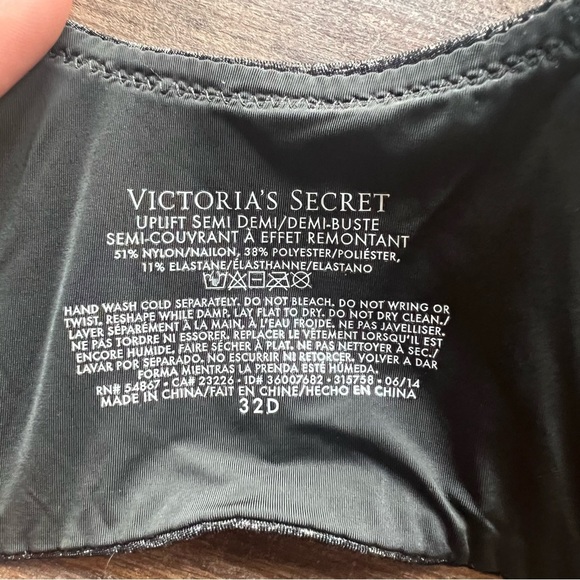 VICTORIA'S SECRET
UPLIFT SEMI DEMI/DEMI-BUSTE
SEMI-COUVRANT À EFFET REMONTANT
51% NYLON/NAILON, 38% POLYESTER/POLIÉSTER,
11% ELASTANE/ÉLASTHANNE/ELASTANO
HAND WASH COLD SEPARATELY. DO NOT BLEACH. DO NOT WRING OR
TWIST. RESHAPE WHILE DAMP. LAY FLAT TO DRY. DO NOT DRY CLEAN./
LAVER SÉPARÉMENT À LA MAIN, À L'EAU FROIDE. NE PAS JAVELLISER.
NE PAS TORDRE NI ESSORER. REPLACER LE VÊTEMENT LORSQU'IL EST
ENCORE HUMIDE. FAIRE SÉCHER À PLAT. NE PAS NETTOYER À SEC./
LAVAR POR SEPARADO. NO ESCURRIR NI RETORCER. VOLVER A DAR
FORMA MIENTRAS LA PRENDA ESTÉ HÚMEDA.
RN# 54867 • CA# 23226 • ID# 36007682 • 315758 • 06/14
MADE IN CHINA/FAIT EN CHINE/HECHO EN CHINA
32D